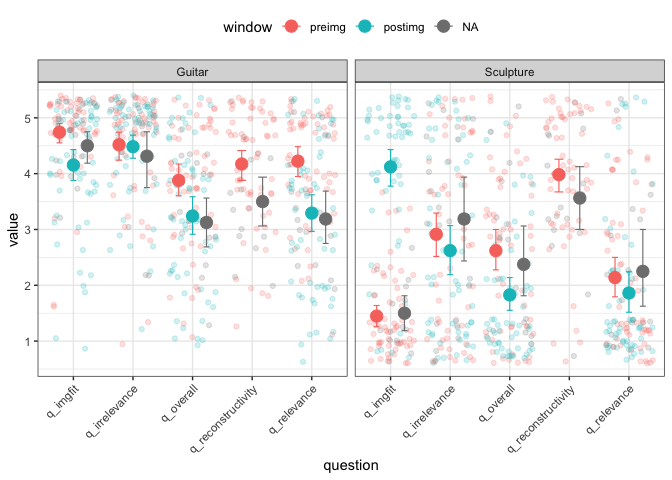 window preimg postimg NA
Guitar Sculpture
value
5
4
3
2
1
q_imgfit q_irrelevance q_overall q_reconstructivity q_relevance q_imgfit q_irrelevance q_overall q_reconstructivity q_relevance
question